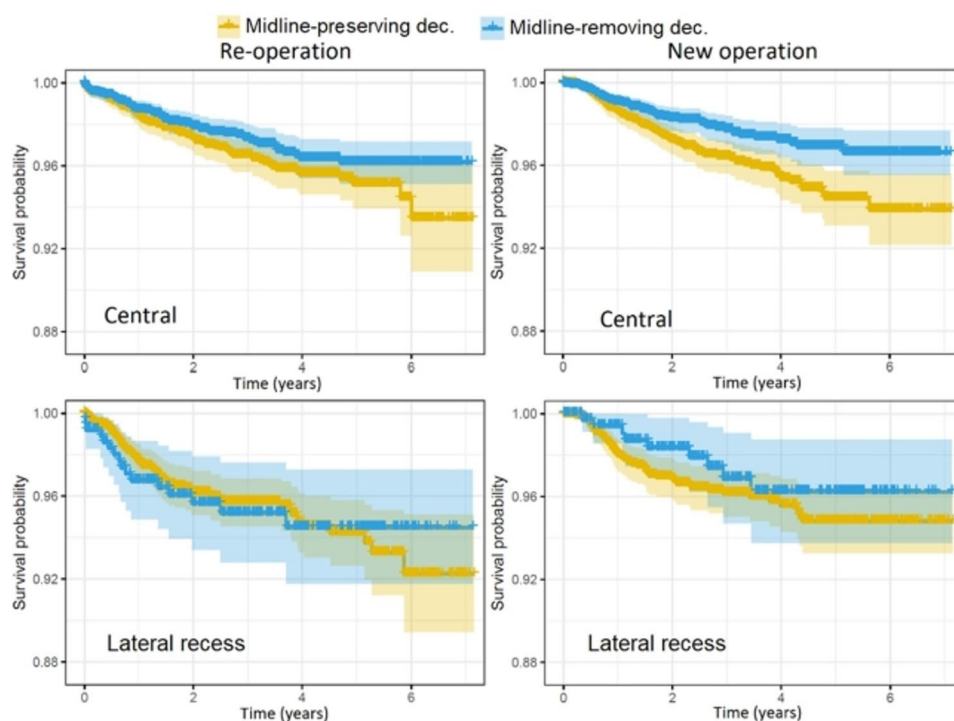 Midline-preserving dec. Midline-removing dec.
Re-operation New operation
1.00
0.96
0.92
0.88
Survival probability
Central
0 2 4 6
Time (years)
1.00
0.96
0.92
0.88
Survival probability
Central
0 2 4 6
Time (years)
1.00
0.96
0.92
0.88
Survival probability
Lateral recess
0 2 4 6
Time (years)
1.00
0.96
0.92
0.88
Survival probability
Lateral recess
0 2 4 6
Time (years)